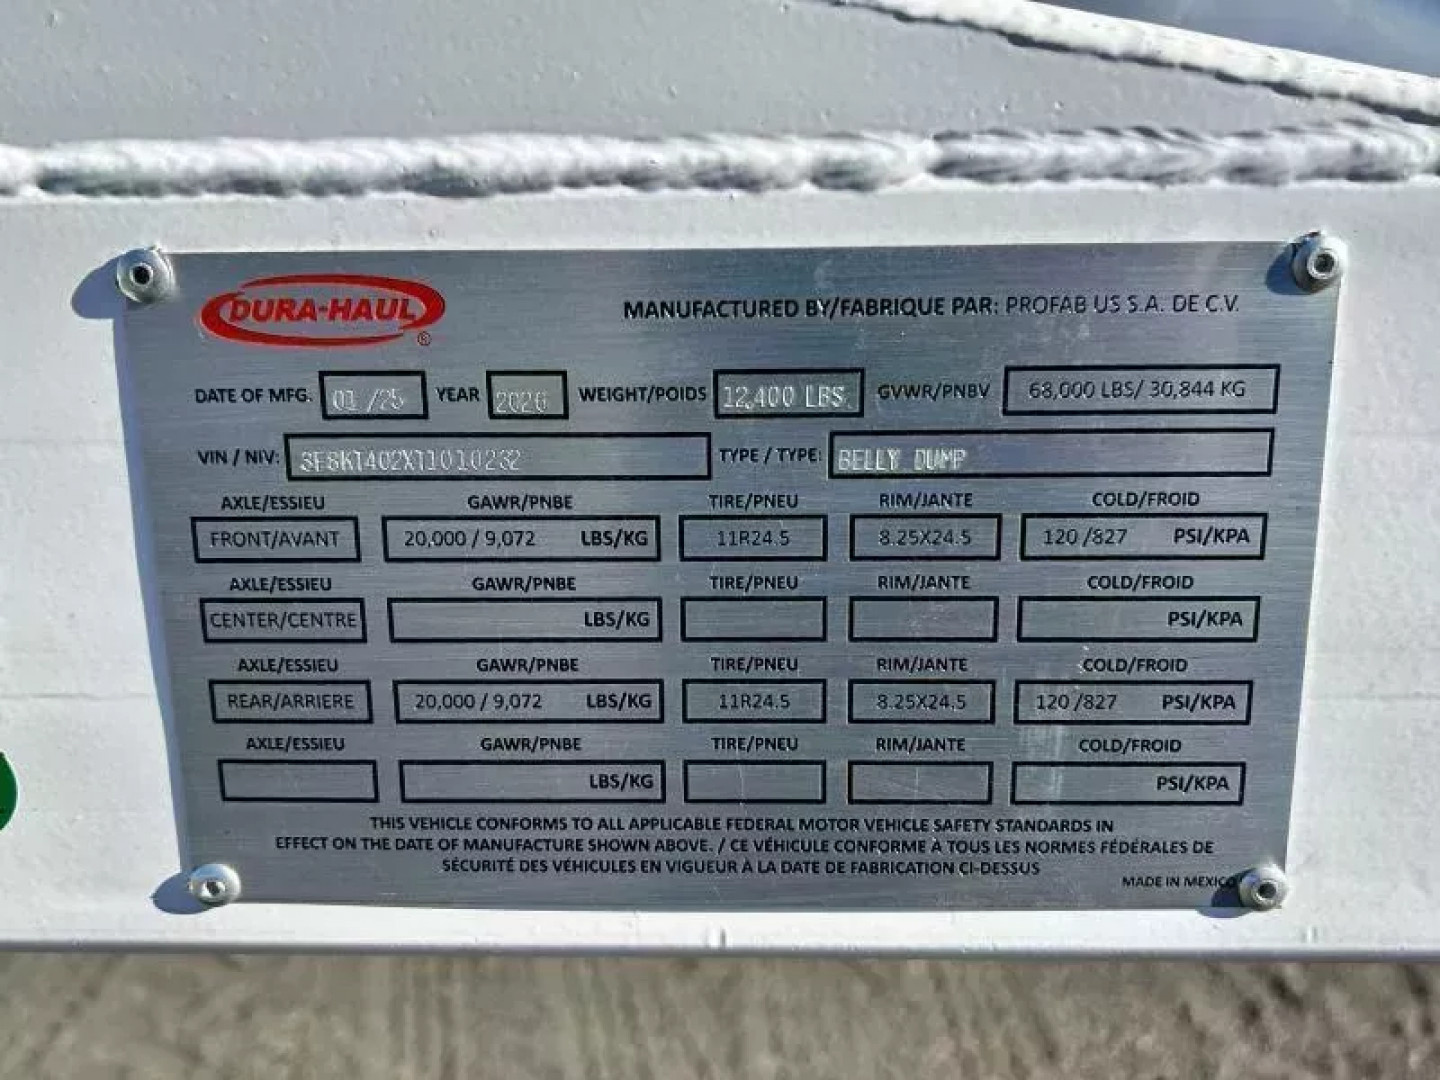 DURA-HAUL ®
MANUFACTURED BY/FABRIQUE PAR: PROFAB US S.A. DE C.V.
DATE OF MFG. 01 /25 YEAR 2026 WEIGHT/POIDS 12,400 LBS. GVWR/PNBV 68,000 LBS/ 30,844 KG
VIN / NIV: TYPE / TYPE: BELLY DUMP
AXLE/ESSIEU GAWR/PNBE TIRE/PNEU RIM/JANTE COLD/FROID
FRONT/AVANT 20,000 / 9,072 LBS/KG 11R24.5 8.25X24.5 120 /827 PSI/KPA
AXLE/ESSIEU GAWR/PNBE TIRE/PNEU RIM/JANTE COLD/FROID
CENTER/CENTRE LBS/KG PSI/KPA
AXLE/ESSIEU GAWR/PNBE TIRE/PNEU RIM/JANTE COLD/FROID
REAR/ARRIERE 20,000 / 9,072 LBS/KG 11R24.5 8.25X24.5 120 /827 PSI/KPA
AXLE/ESSIEU GAWR/PNBE TIRE/PNEU RIM/JANTE COLD/FROID
LBS/KG PSI/KPA
THIS VEHICLE CONFORMS TO ALL APPLICABLE FEDERAL MOTOR VEHICLE SAFETY STANDARDS IN
EFFECT ON THE DATE OF MANUFACTURE SHOWN ABOVE. / CE VÉHICULE CONFORME À TOUS LES NORMES FÉDÉRALES DE
SÉCURITÉ DES VÉHICULES EN VIGUEUR À LA DATE DE FABRICATION CI-DESSUS
MADE IN MEXICO